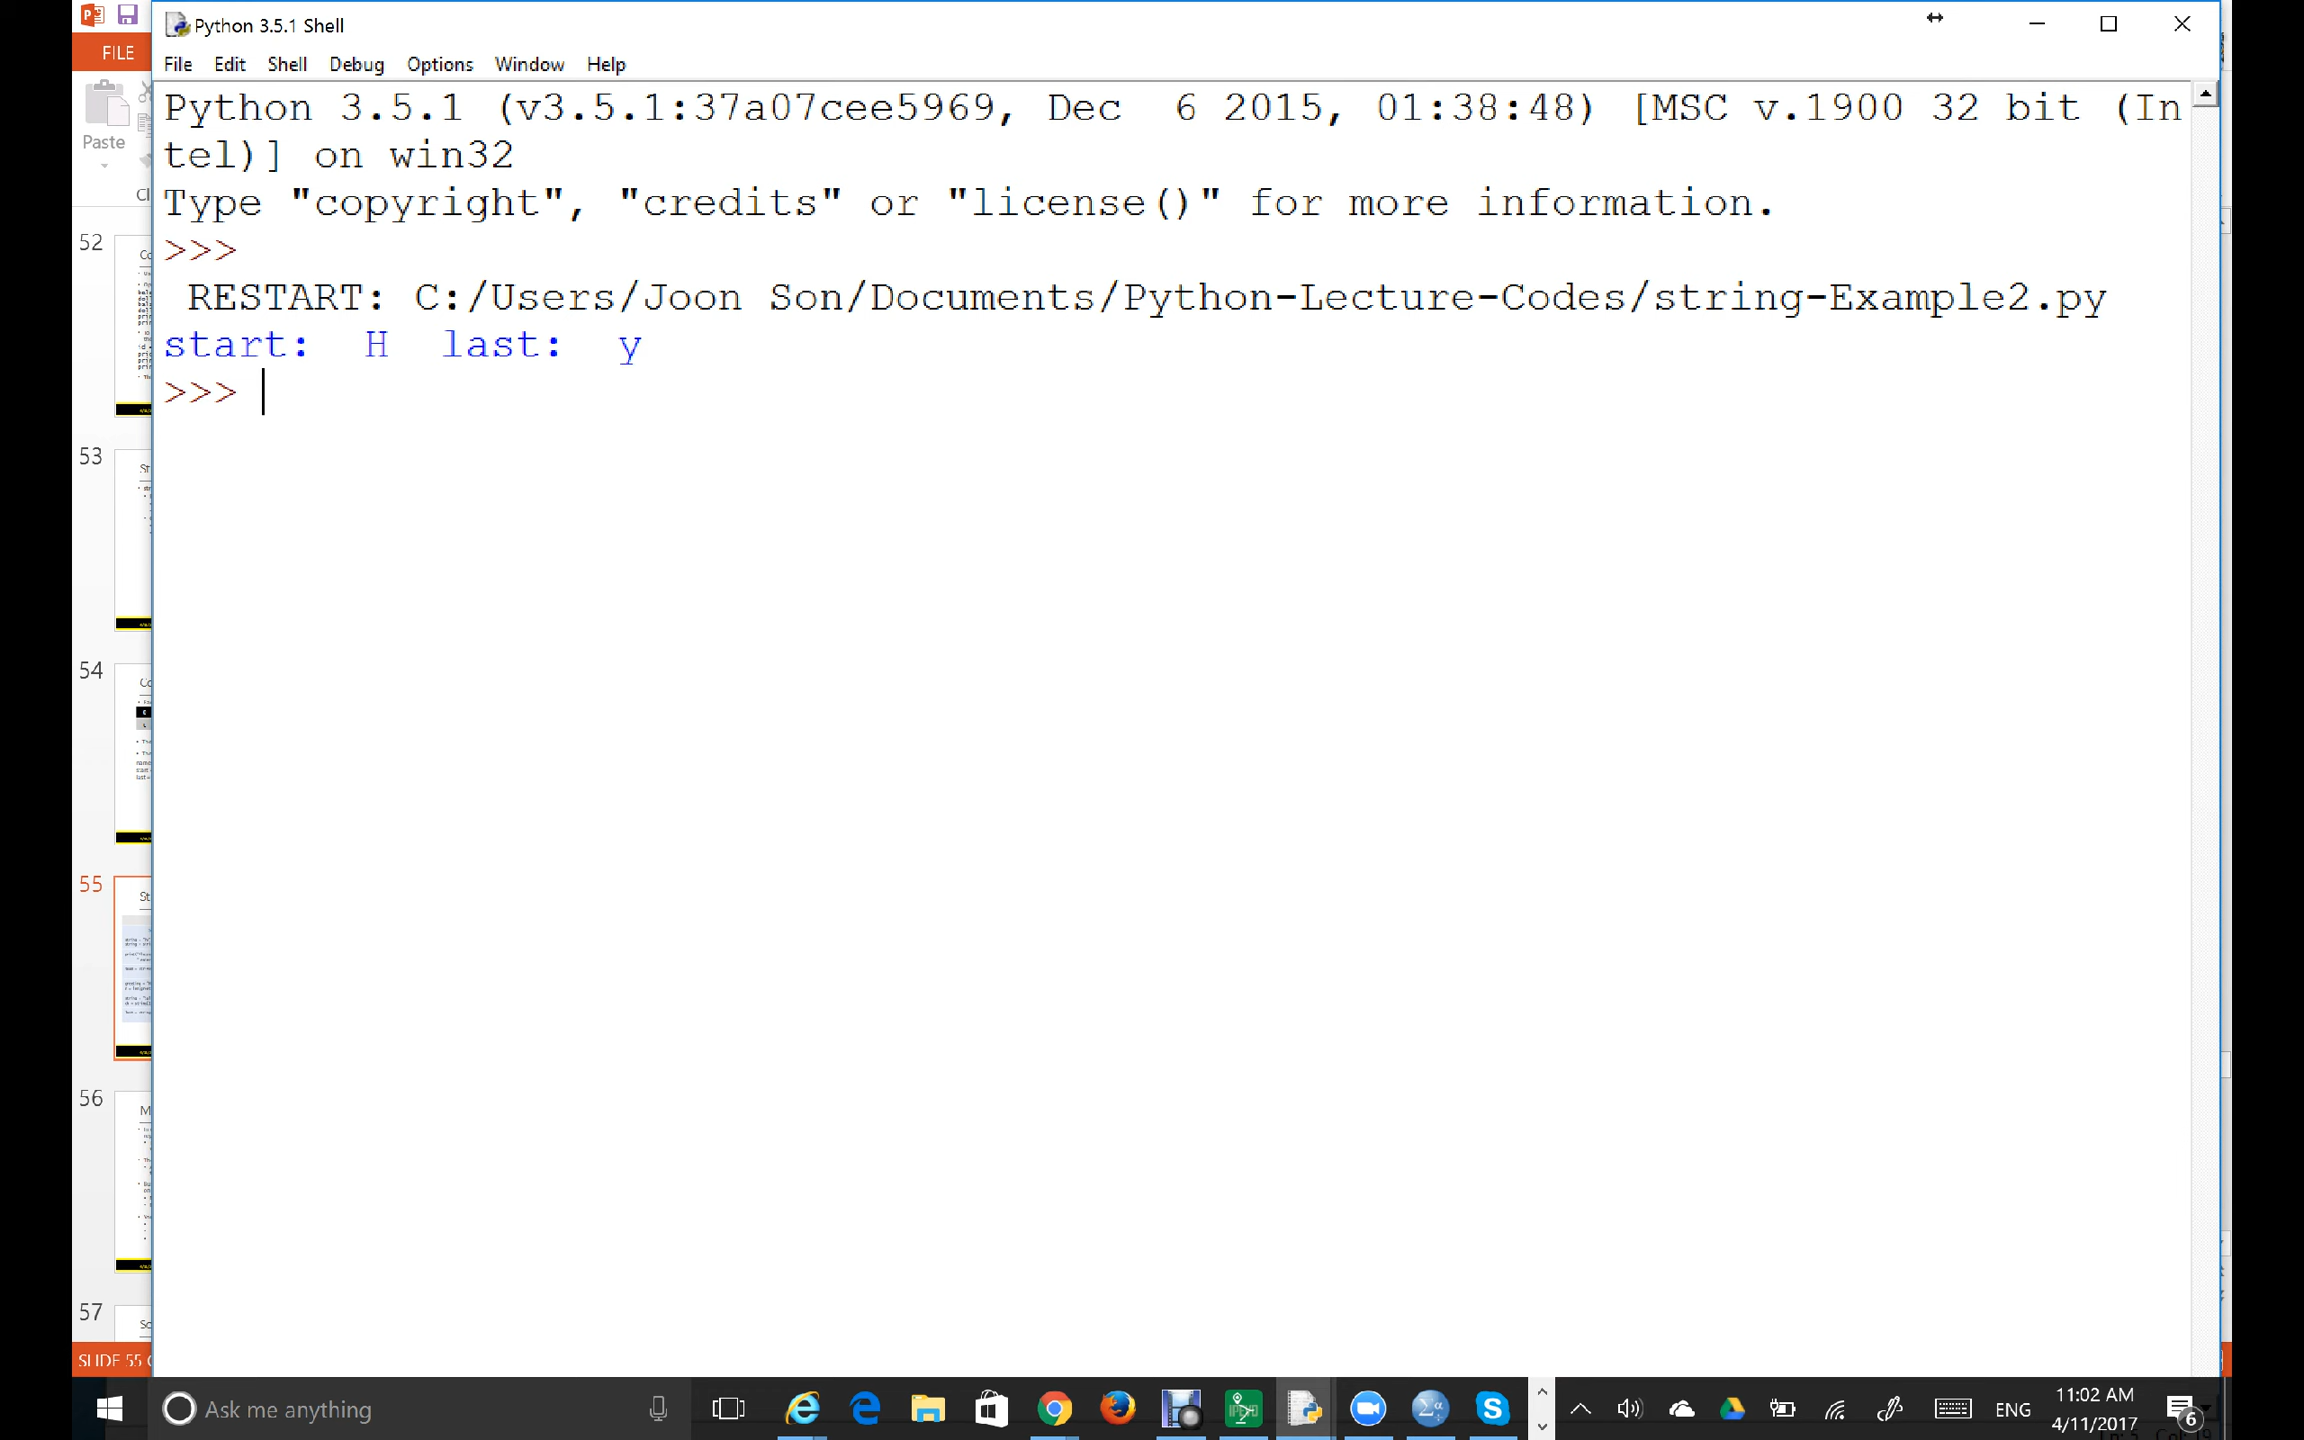 Python 3.5.1 Shell
FILE
File Edit Shell Debug Options Window Help
Paste
Python 3.5.1 (v3.5.1:37a07cee5969, Dec  6 2015, 01:38:48) [MSC v.1900 32 bit (In
tel)] on win32
Type "copyright", "credits" or "license()" for more information.
>>>
RESTART: C:/Users/Joon Son/Documents/Python-Lecture-Codes/string-Example2.py
start:  H  last:  y
>>>
52
53
54
55
56
57
SLIDE 55
Ask me anything
ENG
11:02 AM
4/11/2017
6